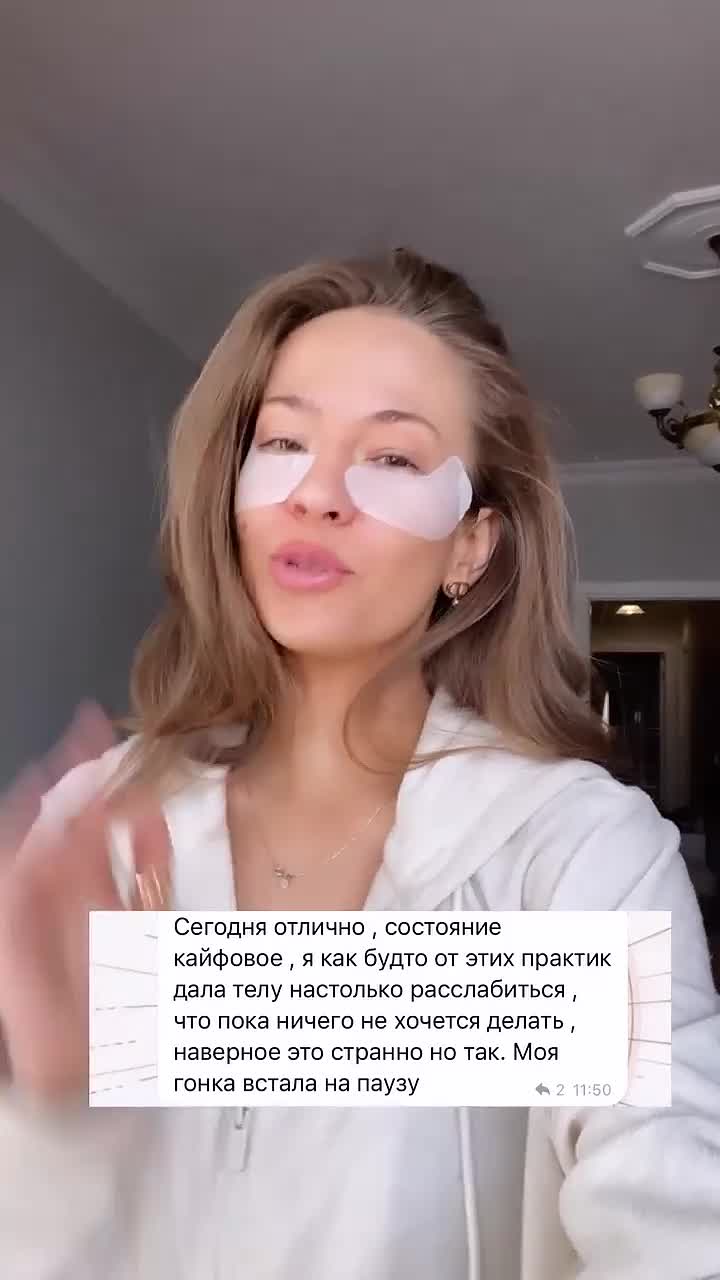 Сегодня отлично , состояние
кайфовое , я как будто от этих практик
дала телу настолько расслабиться ,
что пока ничего не хочется делать ,
наверное это странно но так. Моя
гонка встала на паузу
2 11:50